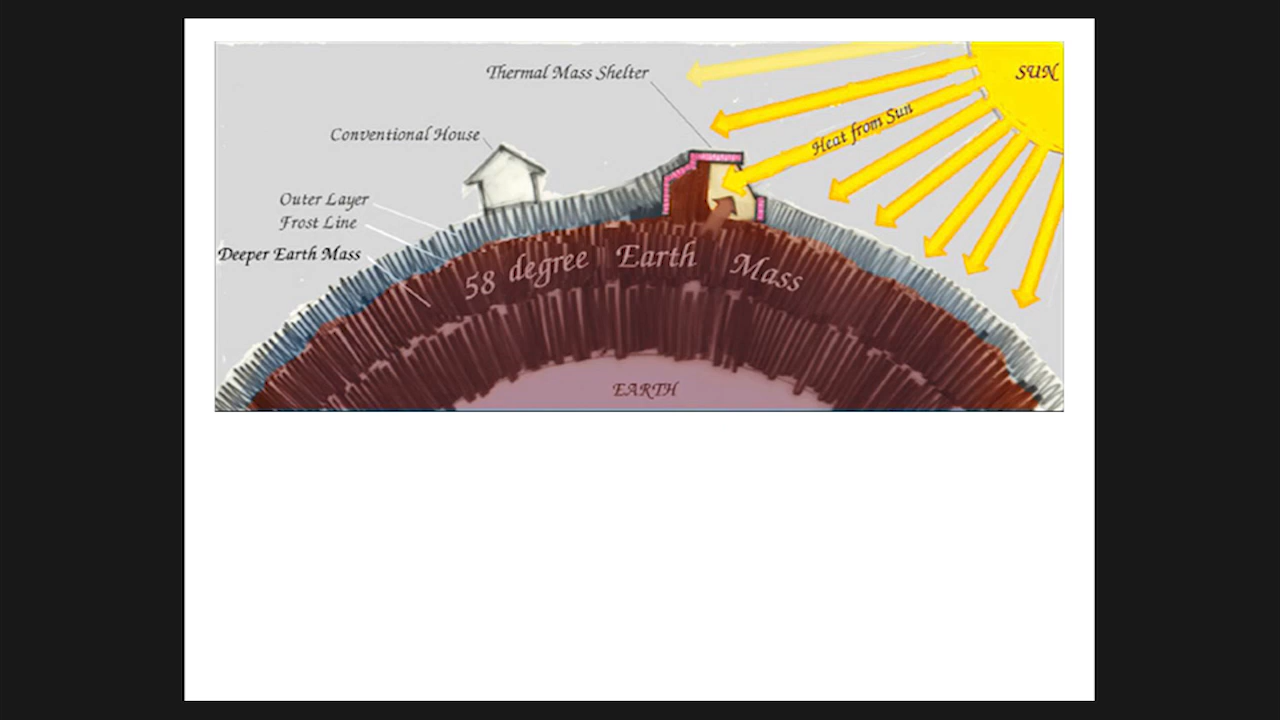 SUN
Thermal Mass Shelter
Heat from Sun
Conventional House
Outer Layer
Frost Line
Deeper Earth Mass
58 degree Earth Mass
EARTH